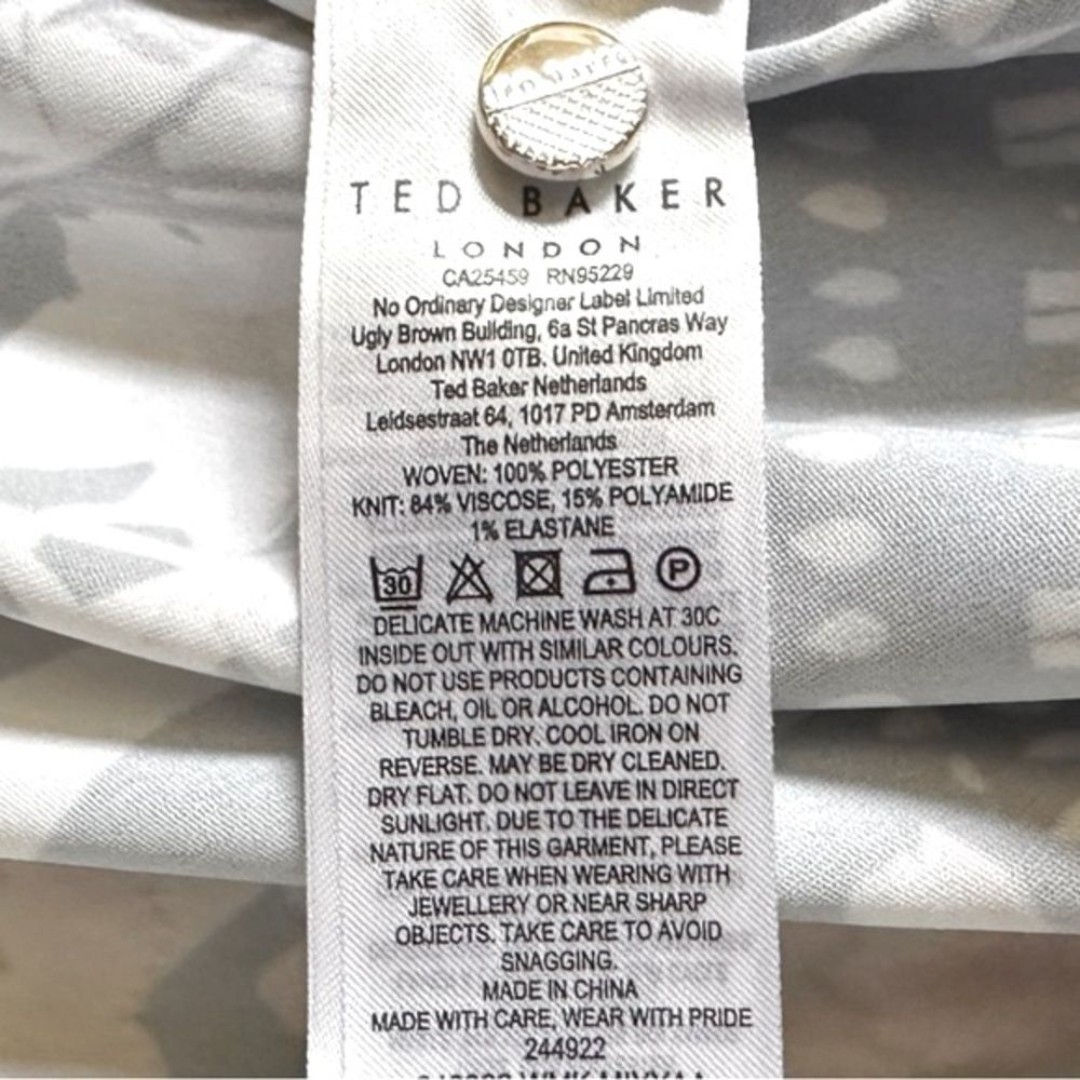 TED BAKER
LONDON
CA25459 RN95229
No Ordinary Designer Label Limited
Ugly Brown Building, 6a St Pancras Way
London NW1 0TB. United Kingdom
Ted Baker Netherlands
Leidsestraat 64, 1017 PD Amsterdam
The Netherlands
WOVEN: 100% POLYESTER
KNIT: 84% VISCOSE, 15% POLYAMIDE
1% ELASTANE
30 P
DELICATE MACHINE WASH AT 30C
INSIDE OUT WITH SIMILAR COLOURS.
DO NOT USE PRODUCTS CONTAINING
BLEACH, OIL OR ALCOHOL. DO NOT
TUMBLE DRY. COOL IRON ON
REVERSE. MAY BE DRY CLEANED.
DRY FLAT. DO NOT LEAVE IN DIRECT
SUNLIGHT. DUE TO THE DELICATE
NATURE OF THIS GARMENT, PLEASE
TAKE CARE WHEN WEARING WITH
JEWELLERY OR NEAR SHARP
OBJECTS. TAKE CARE TO AVOID
SNAGGING.
MADE IN CHINA
MADE WITH CARE, WEAR WITH PRIDE
244922